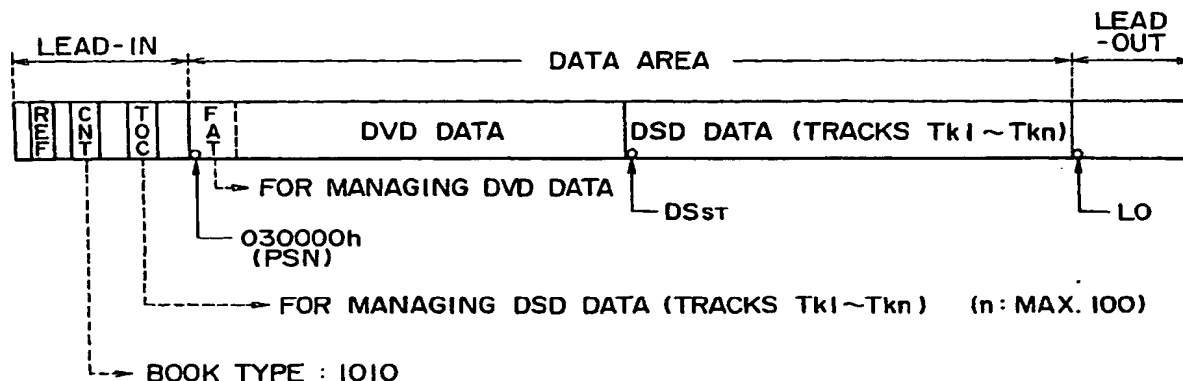 LEAD-IN
DATA AREA
LEAD
-OUT
REF
CNT
TOC
FAT
DVD DATA
DSD DATA (TRACKS Tk1~Tkn)
FOR MANAGING DVD DATA
DSST
LO
030000h
(PSN)
FOR MANAGING DSD DATA (TRACKS Tk1~Tkn) (n: MAX. 100)
BOOK TYPE : 1010